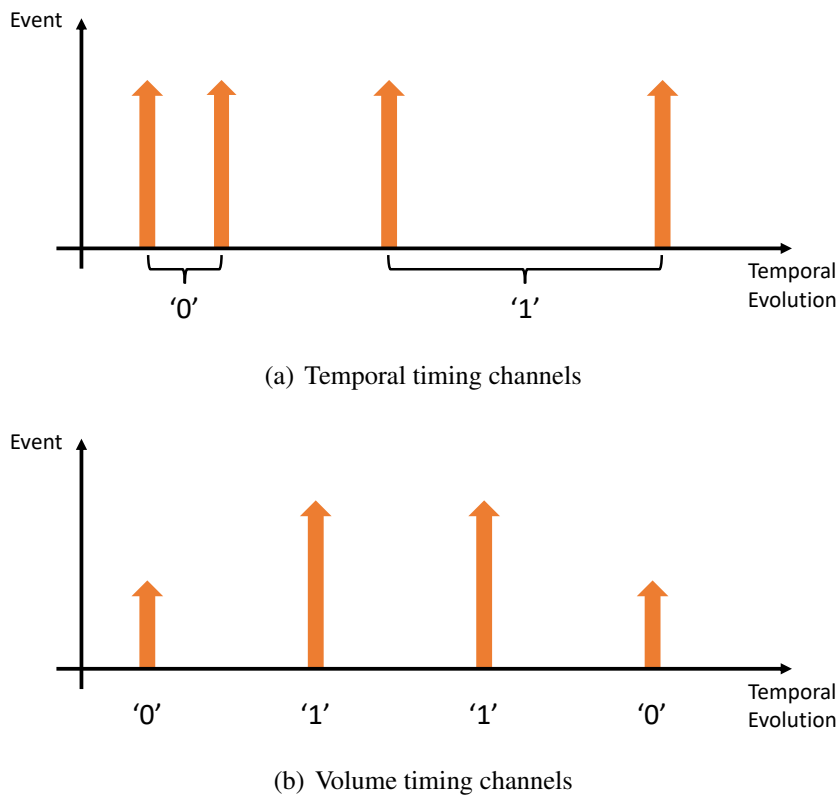 Event
Temporal
Evolution
‘0’
‘1’
(a) Temporal timing channels
Event
Temporal
Evolution
‘0’
‘1’
‘1’
‘0’
(b) Volume timing channels